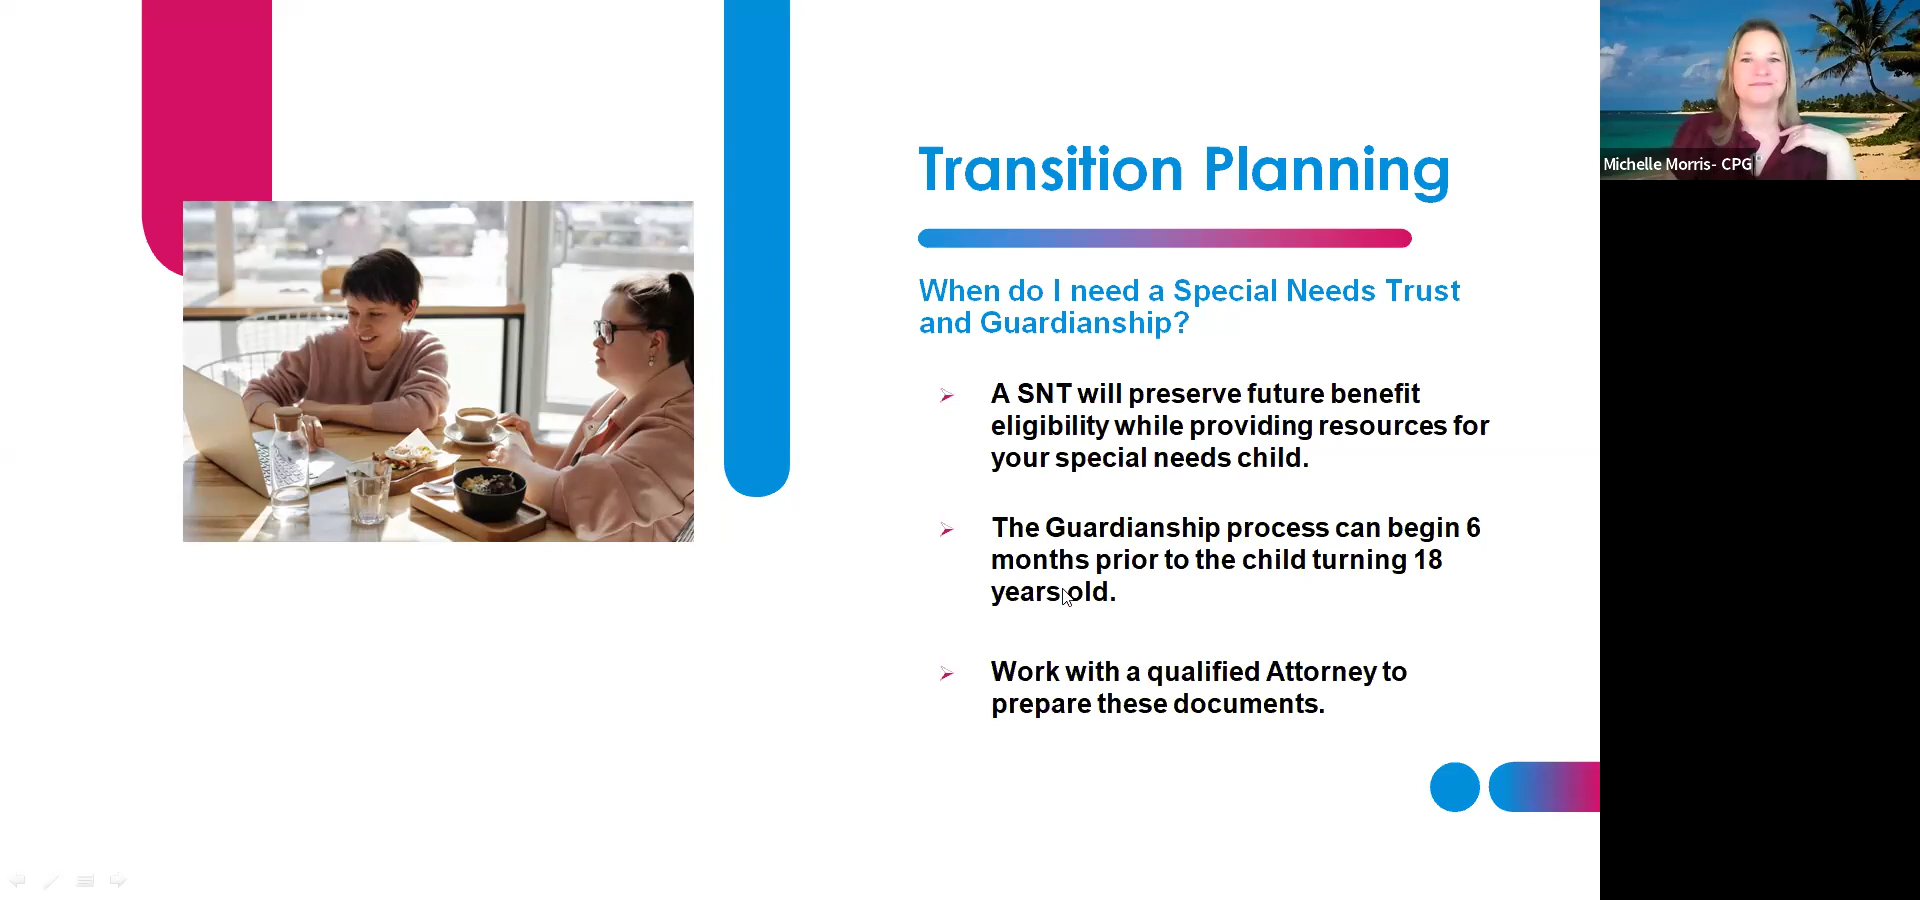 Transition Planning
When do I need a Special Needs Trust
and Guardianship?
A SNT will preserve future benefit
eligibility while providing resources for
your special needs child.
The Guardianship process can begin 6
months prior to the child turning 18
years old.
Work with a qualified Attorney to
prepare these documents.
Michelle Morris- CPG